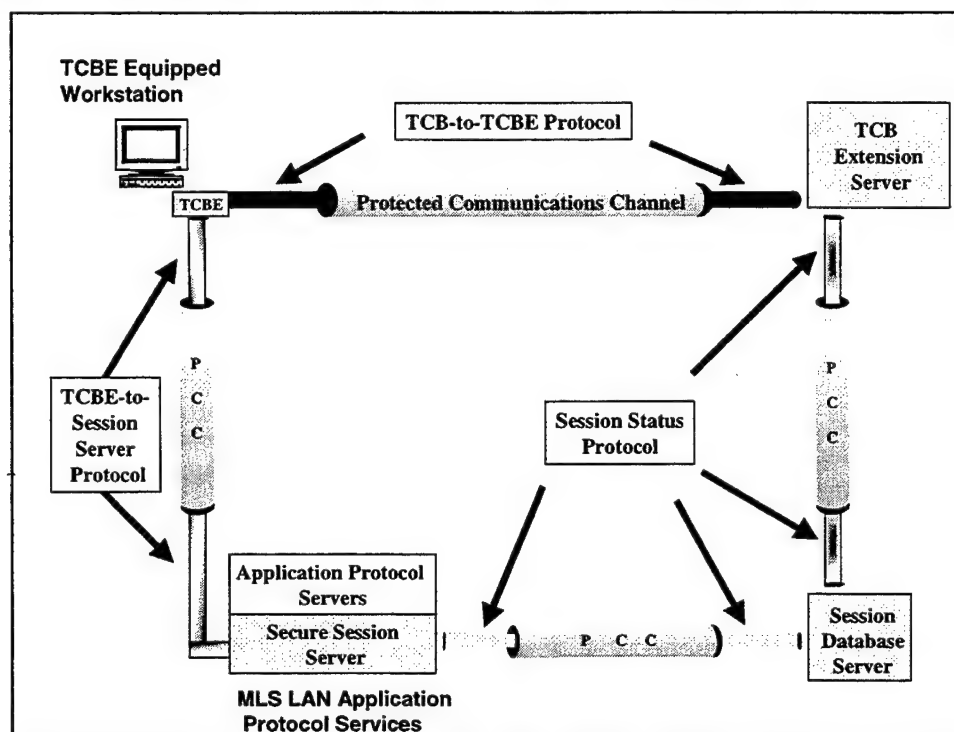 TCBE Equipped
Workstation
TCB-to-TCBE Protocol
TCB
Extension
Server
TCBE
Protected Communications Channel
P
C
C
P
C
C
TCBE-to-
Session
Server
Protocol
Session Status
Protocol
Application Protocol
Servers
Secure Session
Server
P C C
Session
Database
Server
MLS LAN Application
Protocol Services